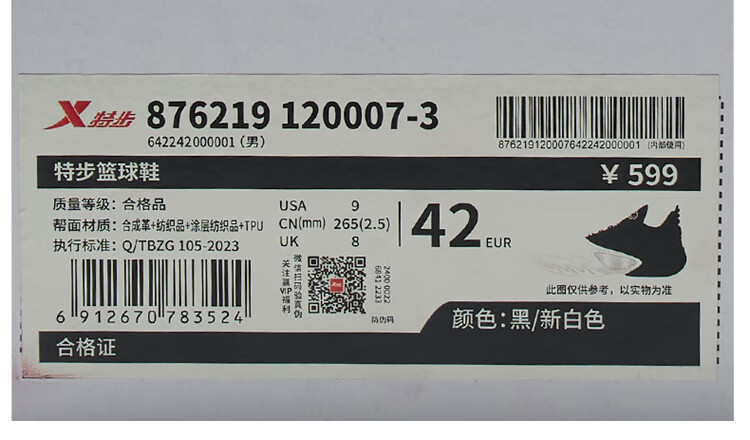 特步 876219 120007-3
642242000001(男)
876219120007642242000001 (内部使用)
特步篮球鞋 ¥ 599
质量等级: 合格品
帮面材质: 合成革+纺织品+涂层纺织品+TPU
执行标准: Q/TBZG 105-2023
USA 9
CN(mm) 265(2.5)
UK 8
42 EUR
此图仅供参考，以实物为准
6 912670 783524
微信扫码验真伪
关注赢VIP福利
2400 0222
6841 2233
防伪码
颜色:黑/新白色
合格证